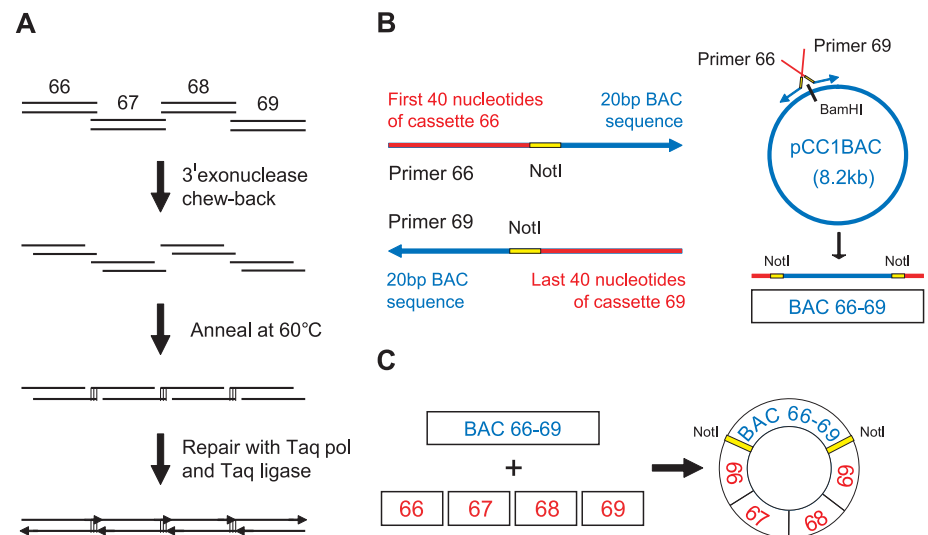 A
66
67
68
69
3'exonuclease
chew-back
Anneal at 60°C
Repair with Taq pol
and Taq ligase
B
First 40 nucleotides
of cassette 66
20bp BAC
sequence
Primer 66
NotI
Primer 69
NotI
20bp BAC
sequence
Last 40 nucleotides
of cassette 69
Primer 69
Primer 66
BamHI
pCC1BAC
(8.2kb)
NotI
NotI
BAC 66-69
C
BAC 66-69
+
66
67
68
69
BAC 66-69
NotI
NotI
66
69
67
68